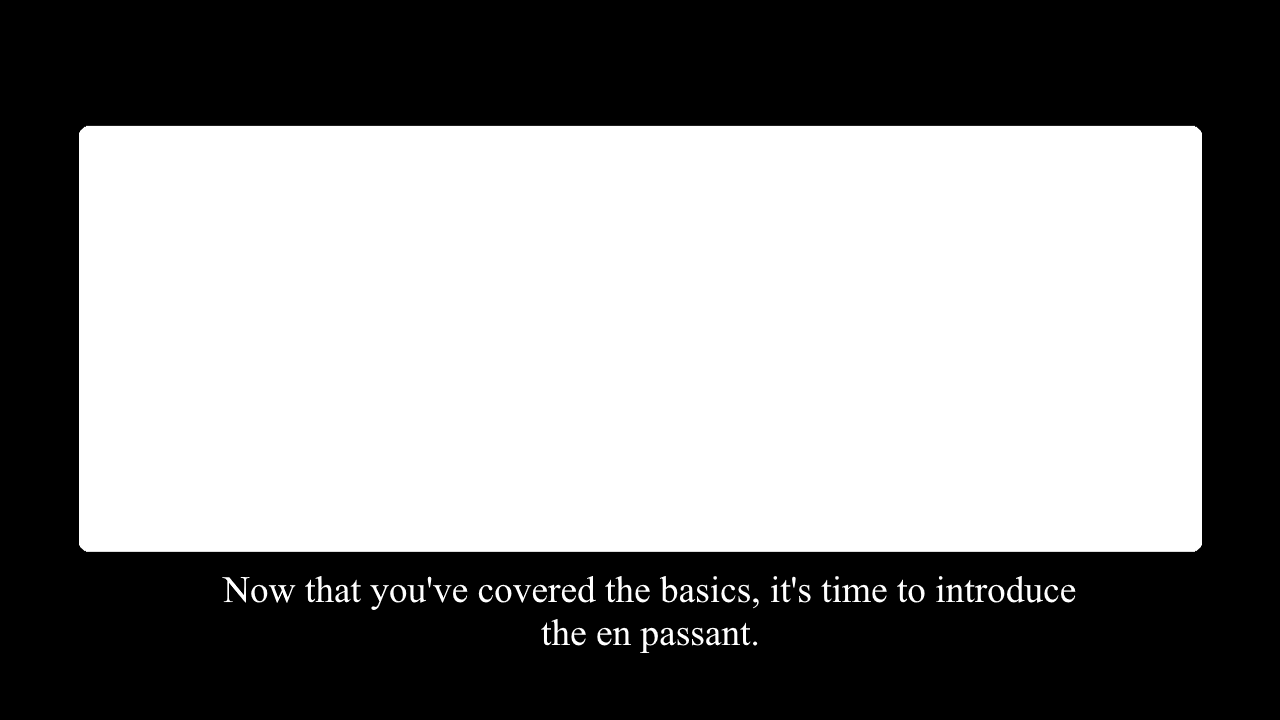 Now that you've covered the basics, it's time to introduce
the en passant.